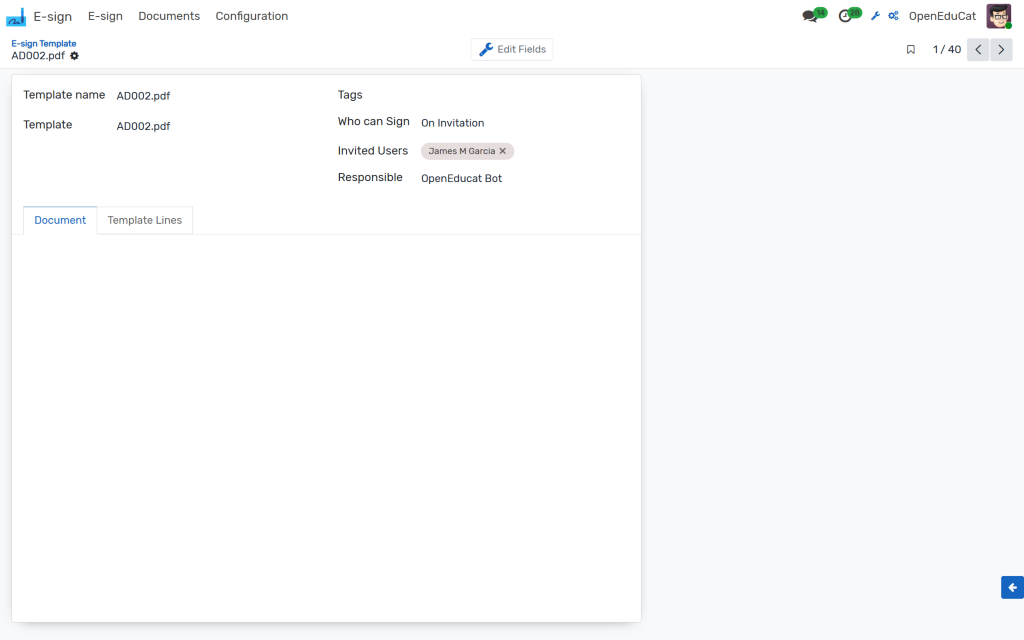 E-sign E-sign Documents Configuration 14 28 OpenEduCat
E-sign Template
AD002.pdf
Edit Fields
1 / 40
Template name AD002.pdf
Template AD002.pdf
Tags
Who can Sign On Invitation
Invited Users James M Garcia ✕
Responsible OpenEducat Bot
Document Template Lines